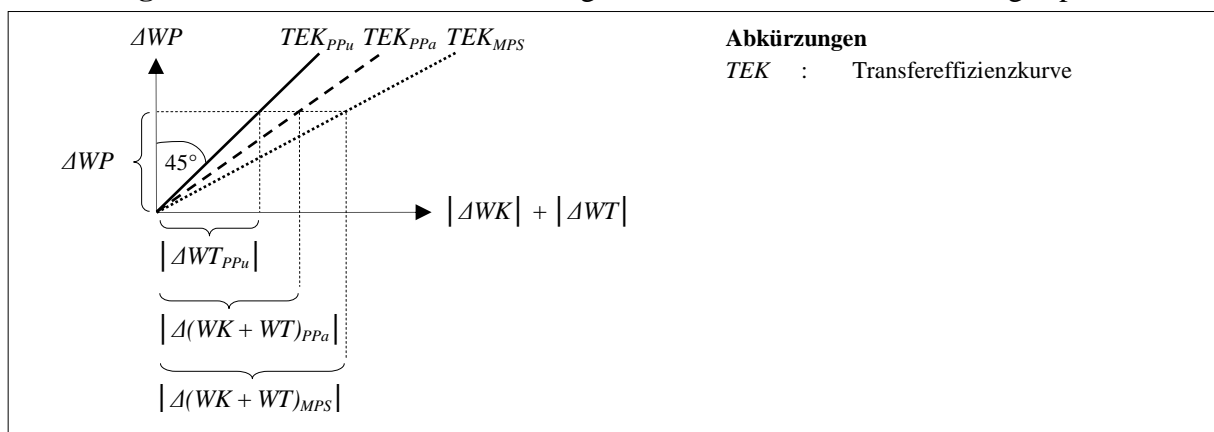 ΔWP
TEK_PPu TEK_PPa TEK_MPS
Abkürzungen
TEK : Transfereffizienzkurve
ΔWP
45°
|ΔWK| + |ΔWT|
|ΔWT_PPu|
|Δ(WK + WT)_PPa|
|Δ(WK + WT)_MPS|